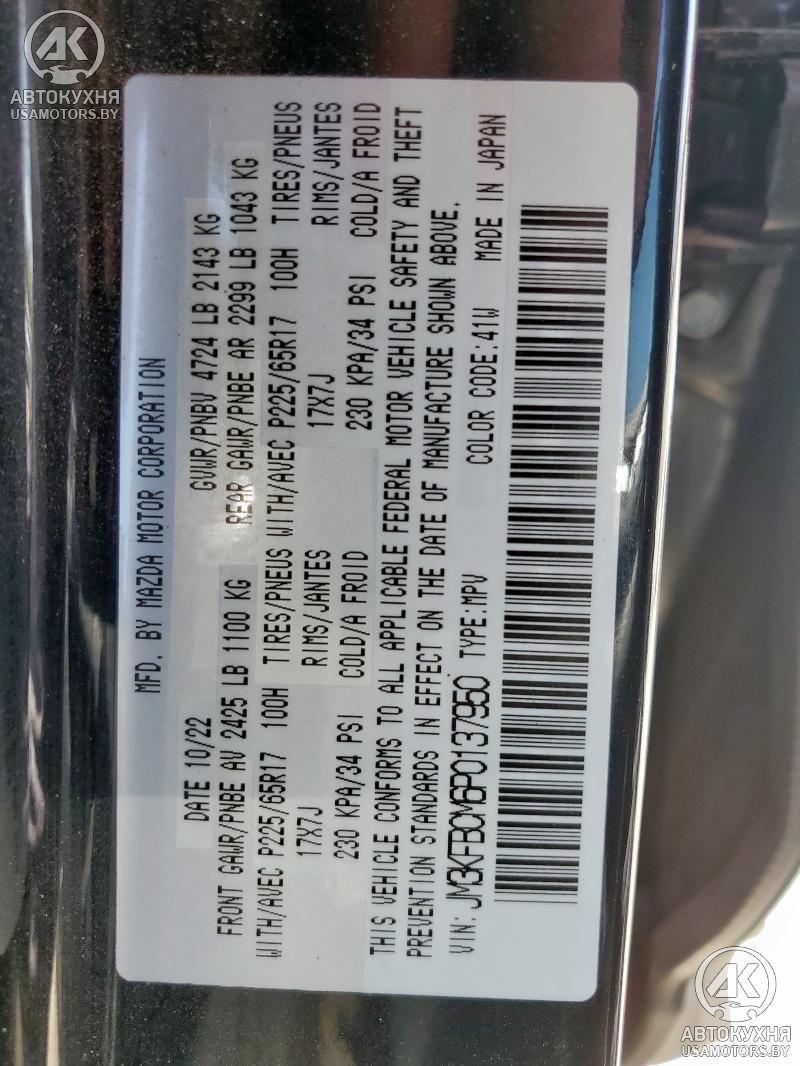 AK
АВТОКУХНЯ
USAMOTORS.BY
MFD. BY MAZDA MOTOR CORPORATION
DATE 10/22 GVWR/PNBV 4724 LB 2143 KG
FRONT GAWR/PNBE AV 2425 LB 1100 KG REAR GAWR/PNBE AR 2299 LB 1043 KG
WITH/AVEC P225/65R17 100H TIRES/PNEUS WITH/AVEC P225/65R17 100H TIRES/PNEUS
17X7J RIMS/JANTES 17X7J RIMS/JANTES
230 KPA/34 PSI COLD/A FROID 230 KPA/34 PSI COLD/A FROID
THIS VEHICLE CONFORMS TO ALL APPLICABLE FEDERAL MOTOR VEHICLE SAFETY AND THEFT
PREVENTION STANDARDS IN EFFECT ON THE DATE OF MANUFACTURE SHOWN ABOVE.
VIN: JM3KFBCM6P0137950 TYPE:MPV COLOR CODE:41W MADE IN JAPAN
AK
АВТОКУХНЯ
USAMOTORS.BY